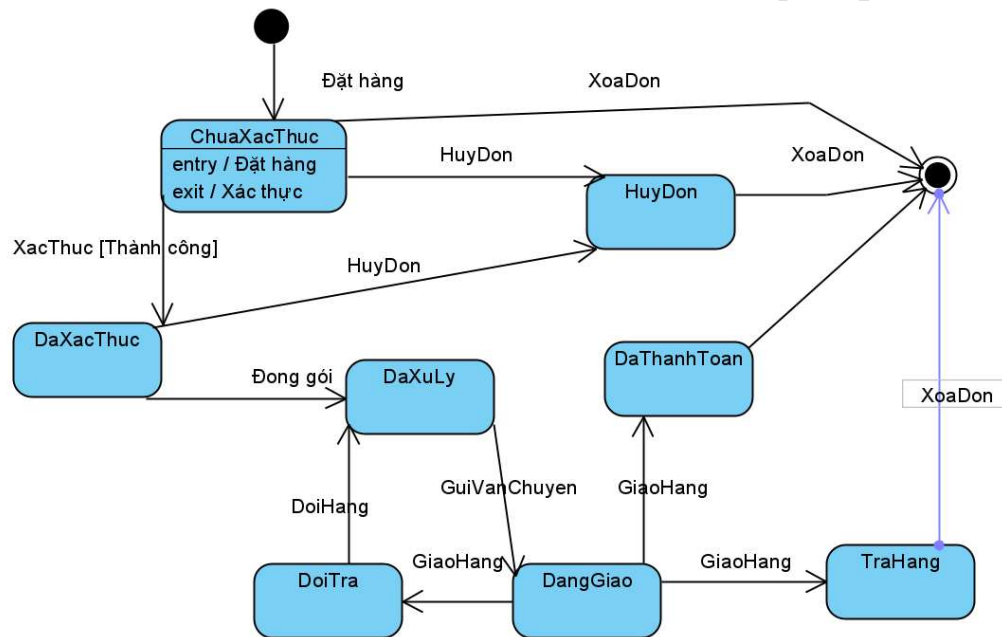 Đặt hàng
XoaDon
ChuaXacThuc
entry / Đặt hàng
exit / Xác thực
HuyDon
XoaDon
HuyDon
XacThuc [Thành công]
HuyDon
DaXacThuc
Đong gói
DaXuLy
DaThanhToan
XoaDon
GuiVanChuyen
GiaoHang
DoiHang
GiaoHang
GiaoHang
DoiTra
DangGiao
TraHang